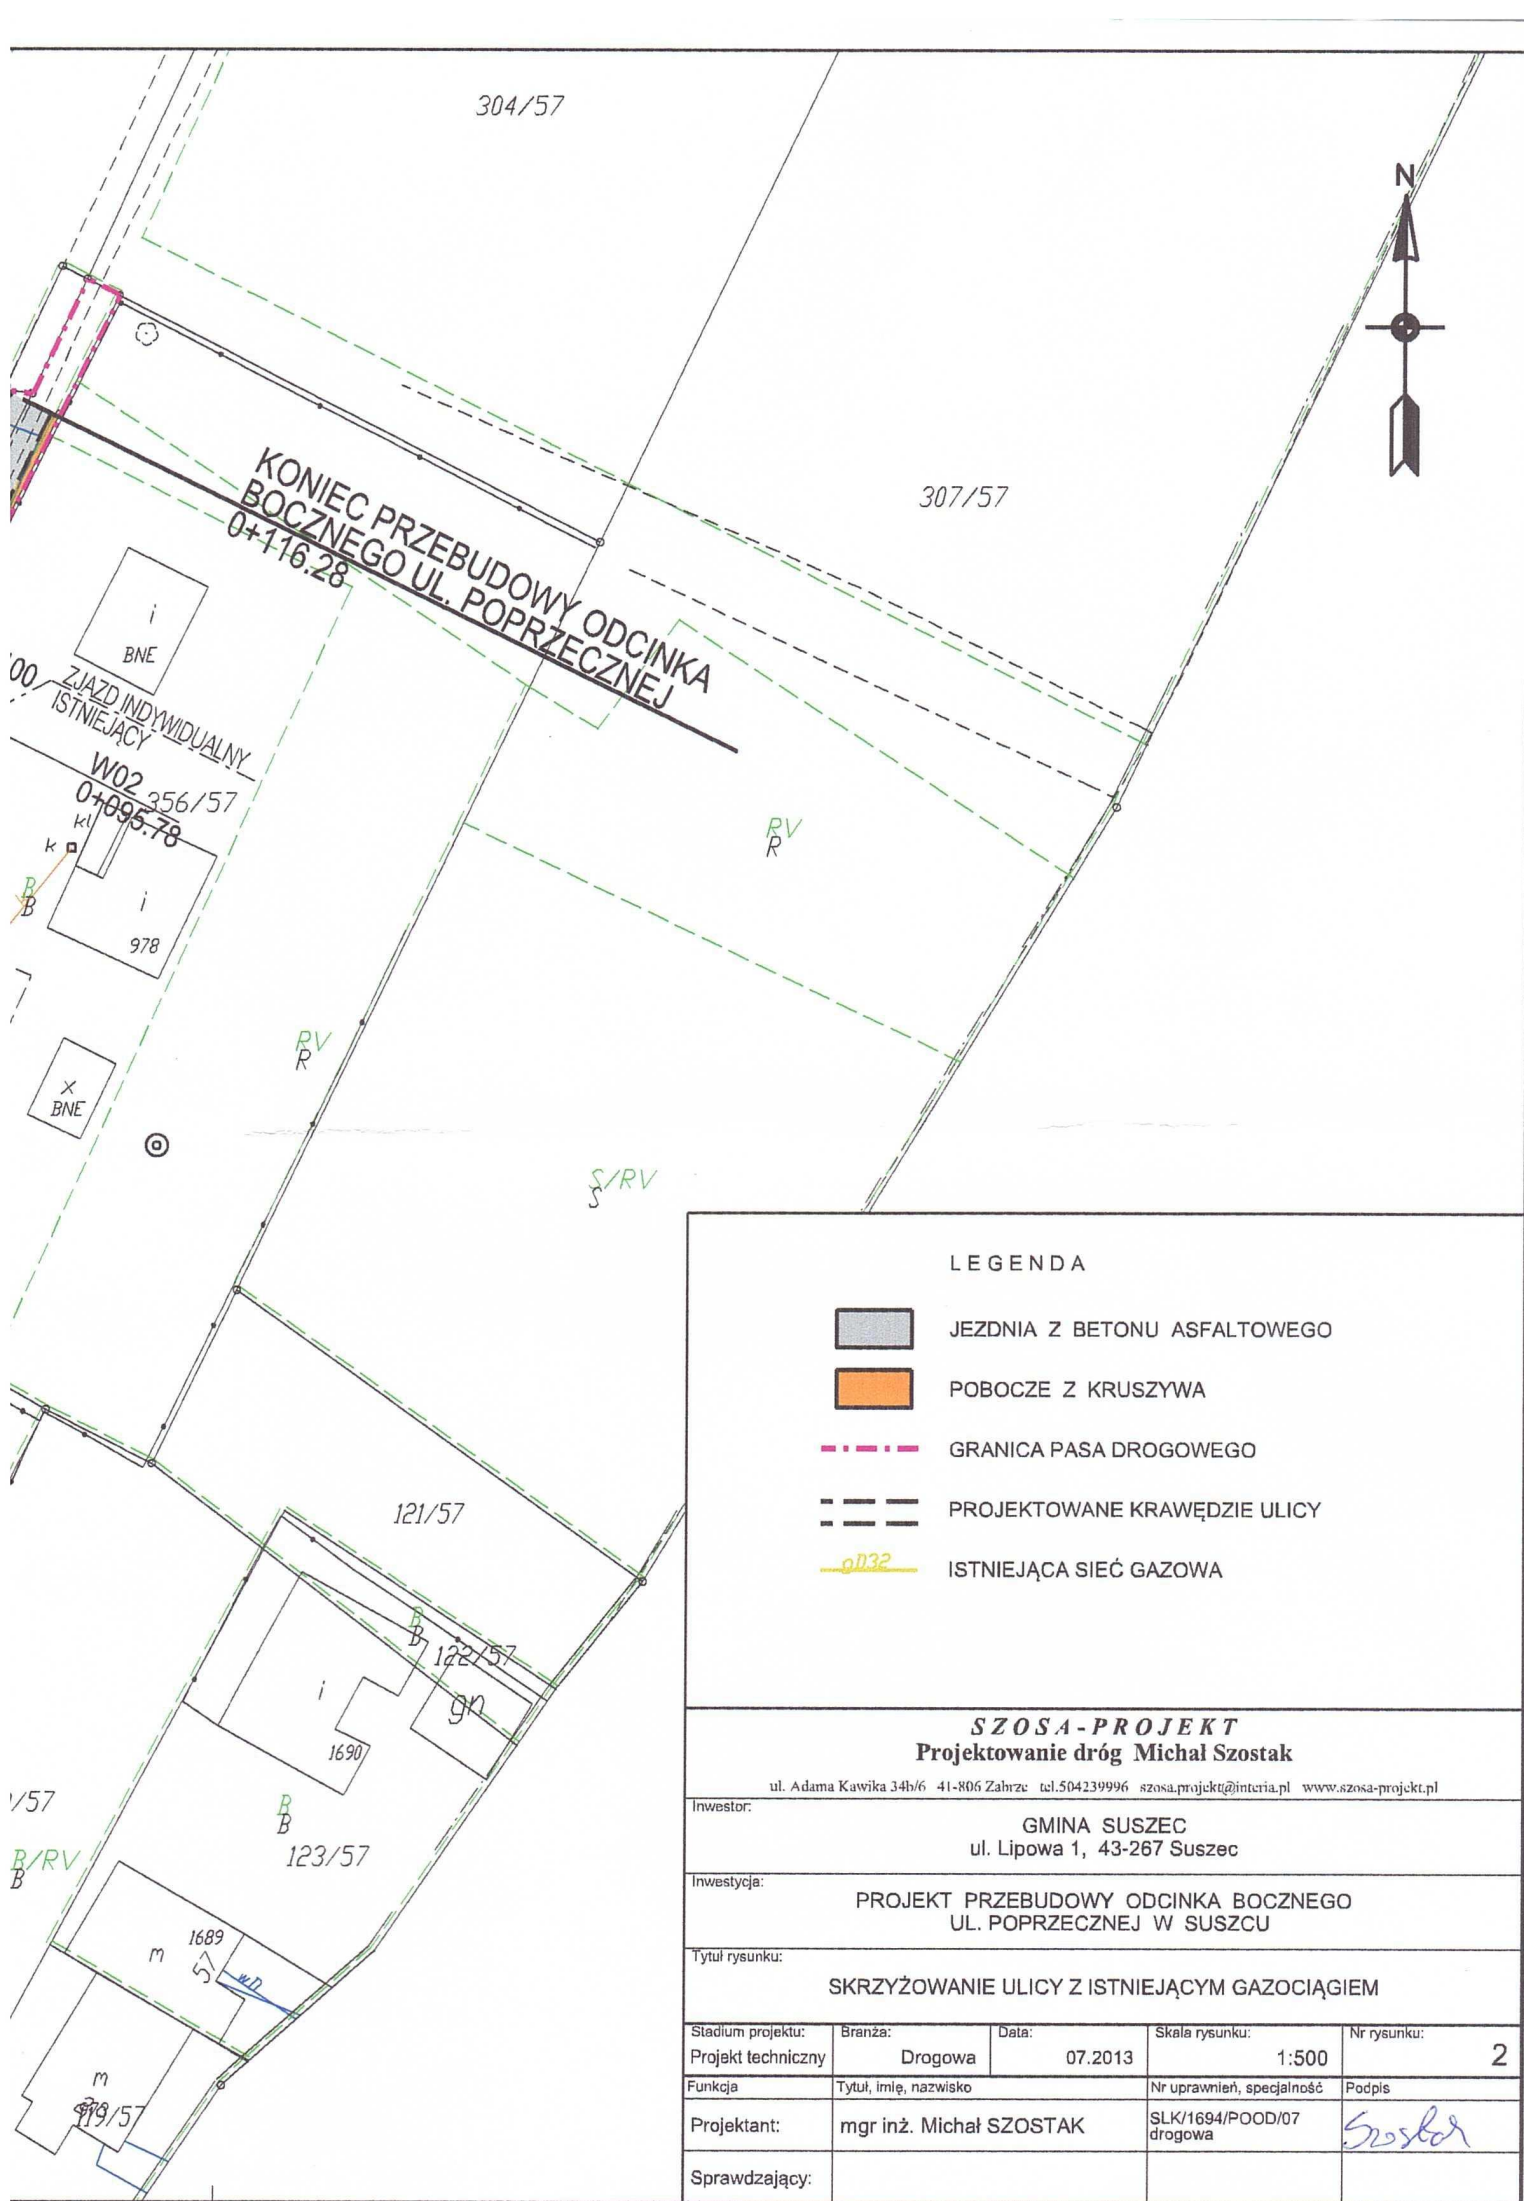 304/57
N
307/57
KONIEC PRZEBUDOWY ODCINKA
BOCZNEGO UL. POPRZECZNEJ
0+116.28
i
BNE
00
ZJAZD INDYWIDUALNY
ISTNIEJĄCY
W02
0+095.78
356/57
kl
k
B
B
i
978
RV
R
RV
R
x
BNE
S/RV
S
LEGENDA
JEZDNIA Z BETONU ASFALTOWEGO
POBOCZE Z KRUSZYWA
GRANICA PASA DROGOWEGO
PROJEKTOWANE KRAWĘDZIE ULICY
gD32
ISTNIEJĄCA SIEĆ GAZOWA
121/57
B
B
122/57
gn
i
1690
/57
B
B
123/57
B/RV
B
1689
m
57
wD
m
119/57
SZOSA-PROJEKT
Projektowanie dróg Michał Szostak
ul. Adama Kawika 34b/6 41-806 Zabrze tel.504239996 szosa.projekt@interia.pl www.szosa-projekt.pl
Inwestor:
GMINA SUSZEC
ul. Lipowa 1, 43-267 Suszec
Inwestycja:
PROJEKT PRZEBUDOWY ODCINKA BOCZNEGO
UL. POPRZECZNEJ W SUSZCU
Tytuł rysunku:
SKRZYŻOWANIE ULICY Z ISTNIEJĄCYM GAZOCIĄGIEM
Stadium projektu: Branża: Data: Skala rysunku: Nr rysunku:
Projekt techniczny Drogowa 07.2013 1:500 2
Funkcja Tytuł, imię, nazwisko Nr uprawnień, specjalność Podpis
Projektant: mgr inż. Michał SZOSTAK SLK/1694/POOD/07
drogowa
Szostak
Sprawdzający: